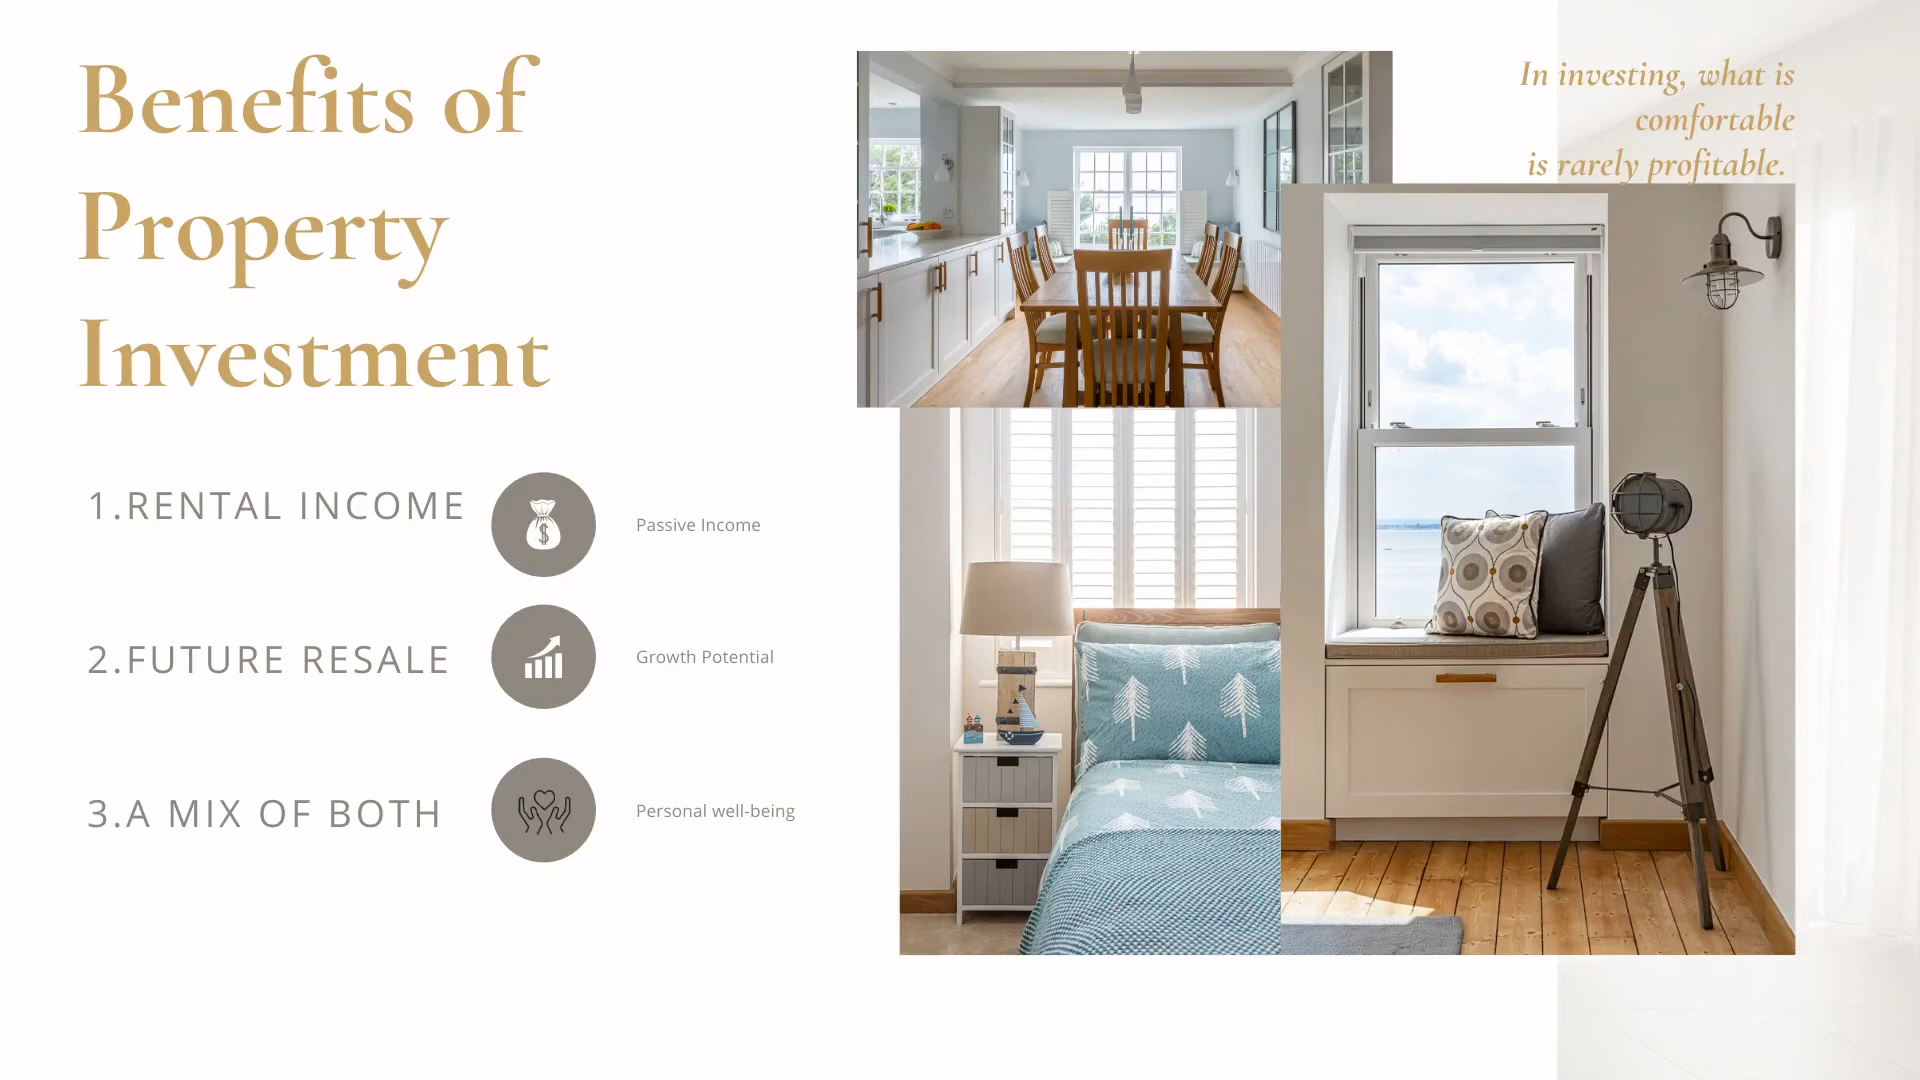 Benefits of
Property
Investment
In investing, what is
comfortable
is rarely profitable.
1.RENTAL INCOME
Passive Income
2.FUTURE RESALE
Growth Potential
3.A MIX OF BOTH
Personal well-being